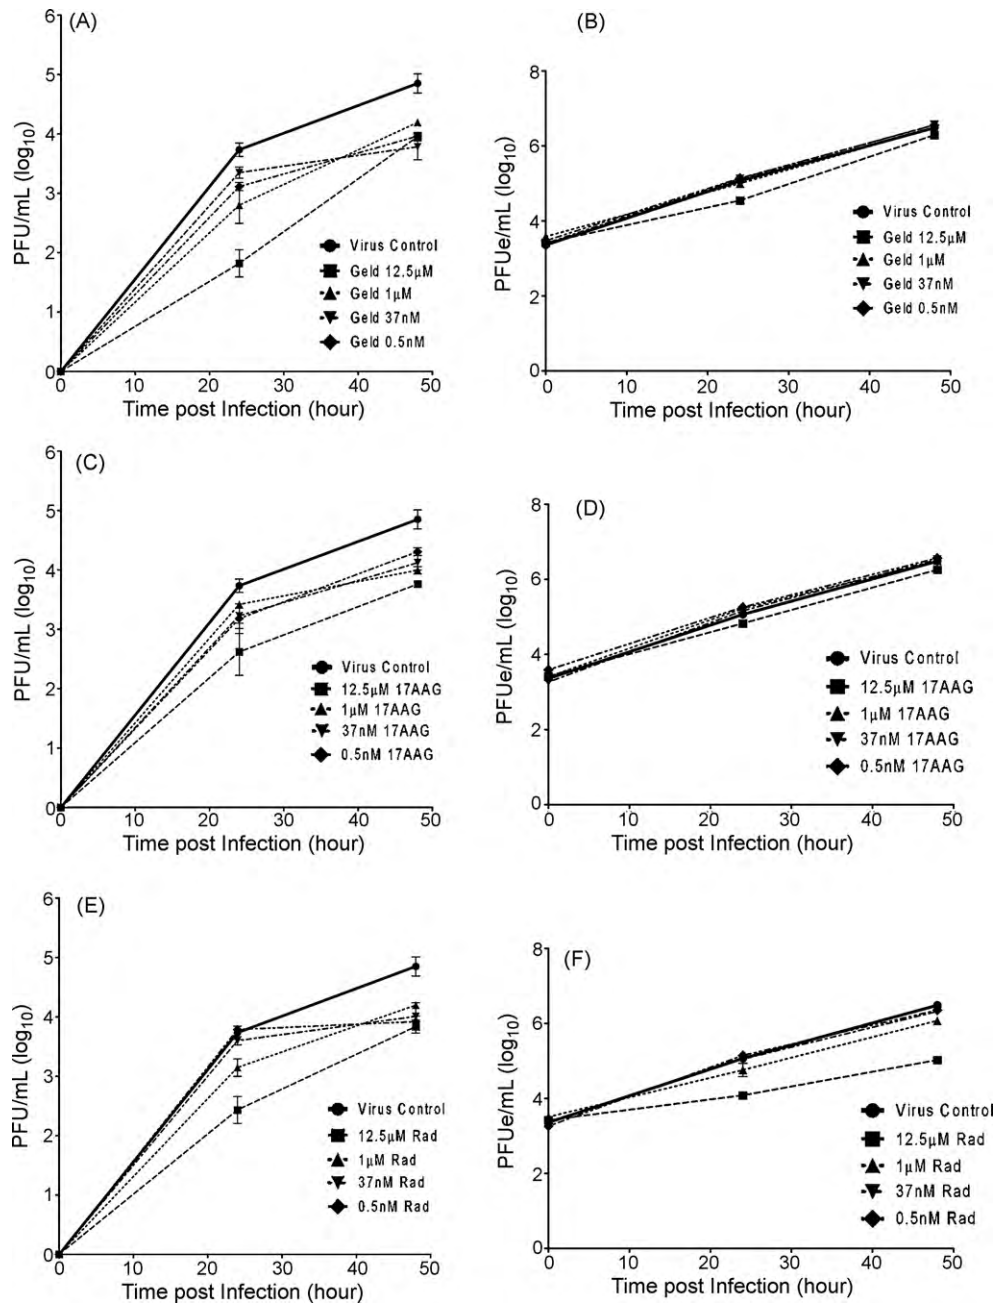 (A)
PFU/mL (log10)
6
5
4
3
2
1
0
0 10 20 30 40 50
Time post Infection (hour)
Virus Control
Geld 12.5μM
Geld 1μM
Geld 37nM
Geld 0.5nM
(B)
PFUe/mL (log10)
8
6
4
2
0
0 10 20 30 40 50
Time post Infection (hour)
Virus Control
Geld 12.5μM
Geld 1μM
Geld 37nM
Geld 0.5nM
(C)
PFU/mL (log10)
6
5
4
3
2
1
0
0 10 20 30 40 50
Time post Infection (hour)
Virus Control
12.5μM 17AAG
1μM 17AAG
37nM 17AAG
0.5nM 17AAG
(D)
PFUe/mL (log10)
8
6
4
2
0
0 10 20 30 40 50
Time post Infection (hour)
Virus Control
12.5μM 17AAG
1μM 17AAG
37nM 17AAG
0.5nM 17AAG
(E)
PFU/mL (log10)
6
5
4
3
2
1
0
0 10 20 30 40 50
Time post Infection (hour)
Virus Control
12.5μM Rad
1μM Rad
37nM Rad
0.5nM Rad
(F)
PFUe/mL (log10)
8
6
4
2
0
0 10 20 30 40 50
Time post Infection (hour)
Virus Control
12.5μM Rad
1μM Rad
37nM Rad
0.5nM Rad